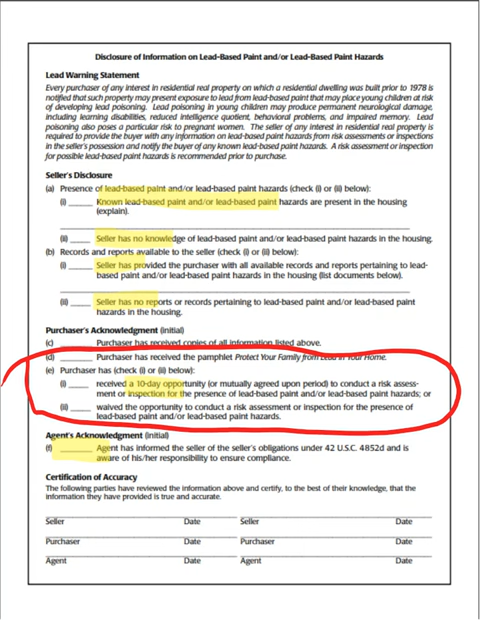 Disclosure of Information on Lead-Based Paint and/or Lead-Based Paint Hazards
Lead Warning Statement
Every purchaser of any interest in residential real property on which a residential dwelling was built prior to 1978 is
notified that such property may present exposure to lead from lead-based paint that may place young children at risk
of developing lead poisoning. Lead poisoning in young children may produce permanent neurological damage,
including learning disabilities, reduced intelligence quotient, behavioral problems, and impaired memory. Lead
poisoning also poses a particular risk to pregnant women. The seller of any interest in residential real property is
required to provide the buyer with any information on lead-based paint hazards from risk assessments or inspections
in the seller's possession and notify the buyer of any known lead-based paint hazards. A risk assessment or inspection
for possible lead-based paint hazards is recommended prior to purchase.
Seller's Disclosure
(a) Presence of lead-based paint and/or lead-based paint hazards (check (i) or (ii) below):
(i) ______ Known lead-based paint and/or lead-based paint hazards are present in the housing
(explain).
(ii) ______ Seller has no knowledge of lead-based paint and/or lead-based paint hazards in the housing.
(b) Records and reports available to the seller (check (i) or (ii) below):
(i) ______ Seller has provided the purchaser with all available records and reports pertaining to lead-
based paint and/or lead-based paint hazards in the housing (list documents below).
(ii) ______ Seller has no reports or records pertaining to lead-based paint and/or lead-based paint
hazards in the housing.
Purchaser's Acknowledgment (initial)
(c) ________ Purchaser has received copies of all information listed above.
(d) ________ Purchaser has received the pamphlet Protect Your Family from Lead in Your Home.
(e) Purchaser has (check (i) or (ii) below):
(i) ______ received a 10-day opportunity (or mutually agreed upon period) to conduct a risk assess-
ment or inspection for the presence of lead-based paint and/or lead-based paint hazards; or
(ii) ______ waived the opportunity to conduct a risk assessment or inspection for the presence of
lead-based paint and/or lead-based paint hazards.
Agent's Acknowledgment (initial)
(f) ________ Agent has informed the seller of the seller's obligations under 42 U.S.C. 4852d and is
aware of his/her responsibility to ensure compliance.
Certification of Accuracy
The following parties have reviewed the information above and certify, to the best of their knowledge, that the
information they have provided is true and accurate.
Seller Date Seller Date
Purchaser Date Purchaser Date
Agent Date Agent Date